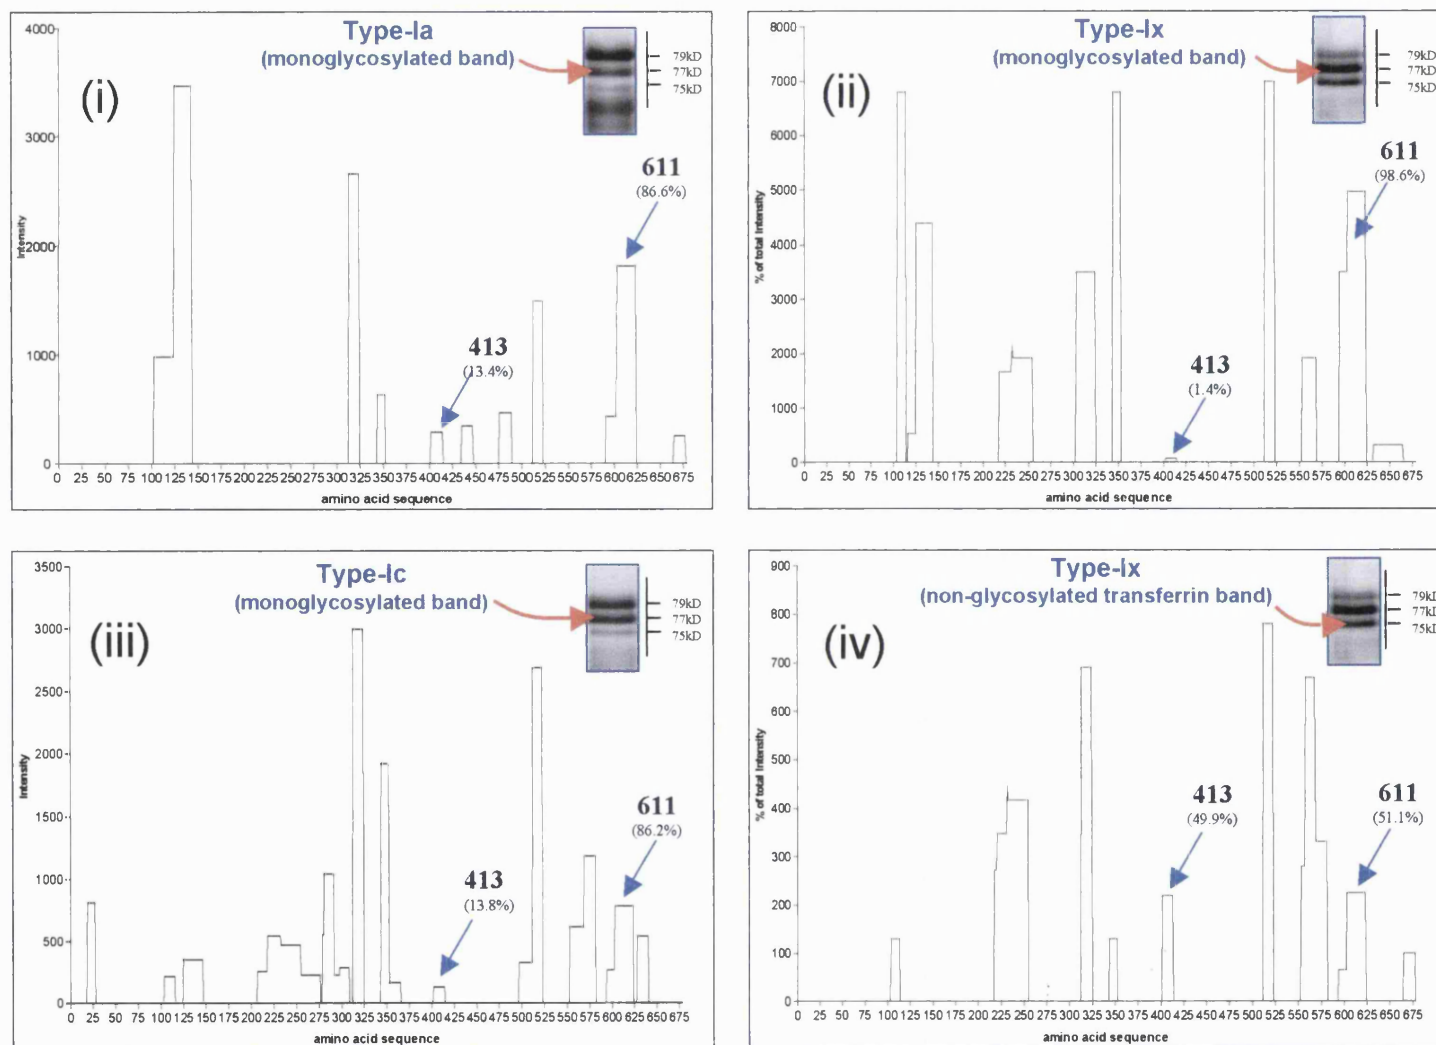 Type-Ia
(monoglycosylated band)
79kD
77kD
75kD
(i)
611
(86.6%)
413
(13.4%)
Intensity
4000
3000
2000
1000
0
0 25 50 75 100 125 150 175 200 225 250 275 300 325 350 375 400 425 450 475 500 525 550 575 600 625 650 675
amino acid sequence
Type-Ix
(monoglycosylated band)
79kD
77kD
75kD
(ii)
611
(98.6%)
413
(1.4%)
% of total Intensity
8000
7000
6000
5000
4000
3000
2000
1000
0
0 25 50 75 100 125 150 175 200 225 250 275 300 325 350 375 400 425 450 475 500 525 550 575 600 625 650 675
amino acid sequence
Type-Ic
(monoglycosylated band)
79kD
77kD
75kD
(iii)
611
(86.2%)
413
(13.8%)
Intensity
3500
3000
2500
2000
1500
1000
500
0
0 25 50 75 100 125 150 175 200 225 250 275 300 325 350 375 400 425 450 475 500 525 550 575 600 625 650 675
amino acid sequence
Type-Ix
(non-glycosylated transferrin band)
79kD
77kD
75kD
(iv)
413
(49.9%)
611
(51.1%)
% of total Intensity
900
800
700
600
500
400
300
200
100
0
0 25 50 75 100 125 150 175 200 225 250 275 300 325 350 375 400 425 450 475 500 525 550 575 600 625 650 675
amino acid sequence